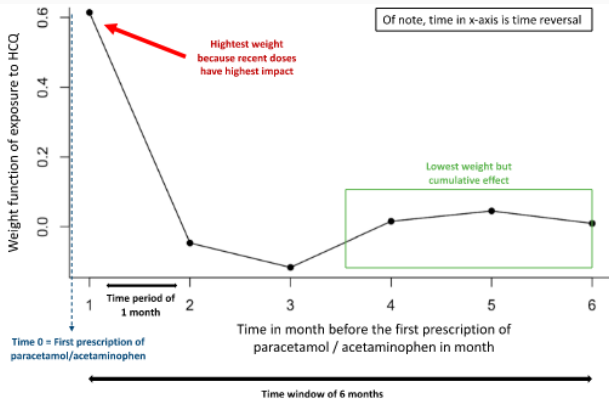 Of note, time in x-axis is time reversal
Hightest weight
because recent doses
have highest impact
Lowest weight but
cumulative effect
Weight function of exposure to HCQ
0.6
0.4
0.2
0.0
1
2
3
4
5
6
Time period of
1 month
Time 0 = First prescription of
paracetamol/acetaminophen
Time in month before the first prescription of
paracetamol / acetaminophen in month
Time window of 6 months